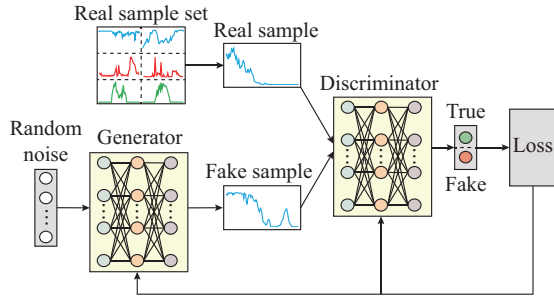 Real sample set
Real sample
Discriminator
True
Random
noise
Generator
Loss
Fake sample
Fake